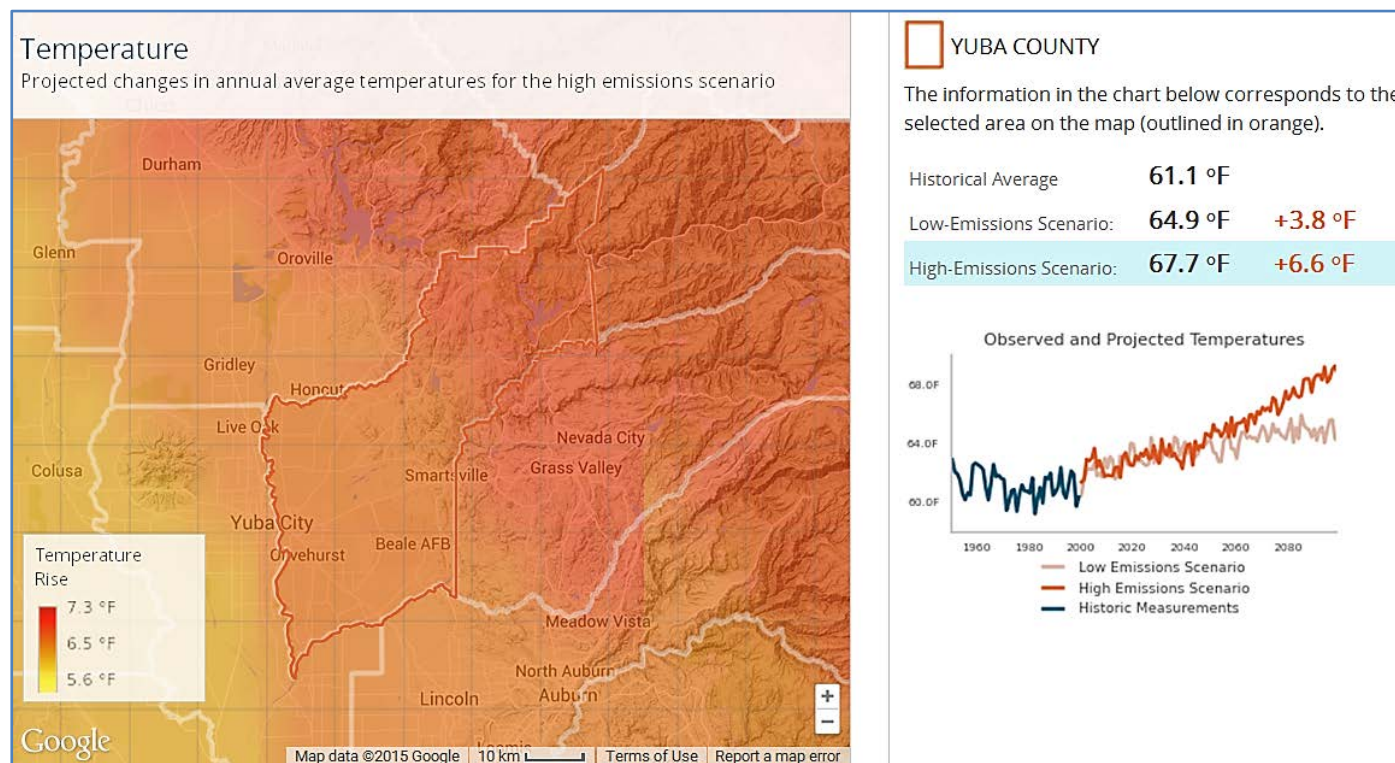 Temperature
Projected changes in annual average temperatures for the high emissions scenario
Durham
Glenn
Oroville
Gridley
Honcut
Live Oak
Nevada City
Colusa
Smartsville
Grass Valley
Yuba City
Olivehurst
Beale AFB
Temperature
Rise
7.3 °F
6.5 °F
5.6 °F
Meadow Vista
North Auburn
Auburn
Lincoln
Loomis
+
−
Google
Map data ©2015 Google
10 km
Terms of Use
Report a map error
YUBA COUNTY
The information in the chart below corresponds to the
selected area on the map (outlined in orange).
Historical Average 61.1 °F
Low-Emissions Scenario: 64.9 °F +3.8 °F
High-Emissions Scenario: 67.7 °F +6.6 °F
Observed and Projected Temperatures
68.0F
64.0F
60.0F
1960 1980 2000 2020 2040 2060 2080
Low Emissions Scenario
High Emissions Scenario
Historic Measurements